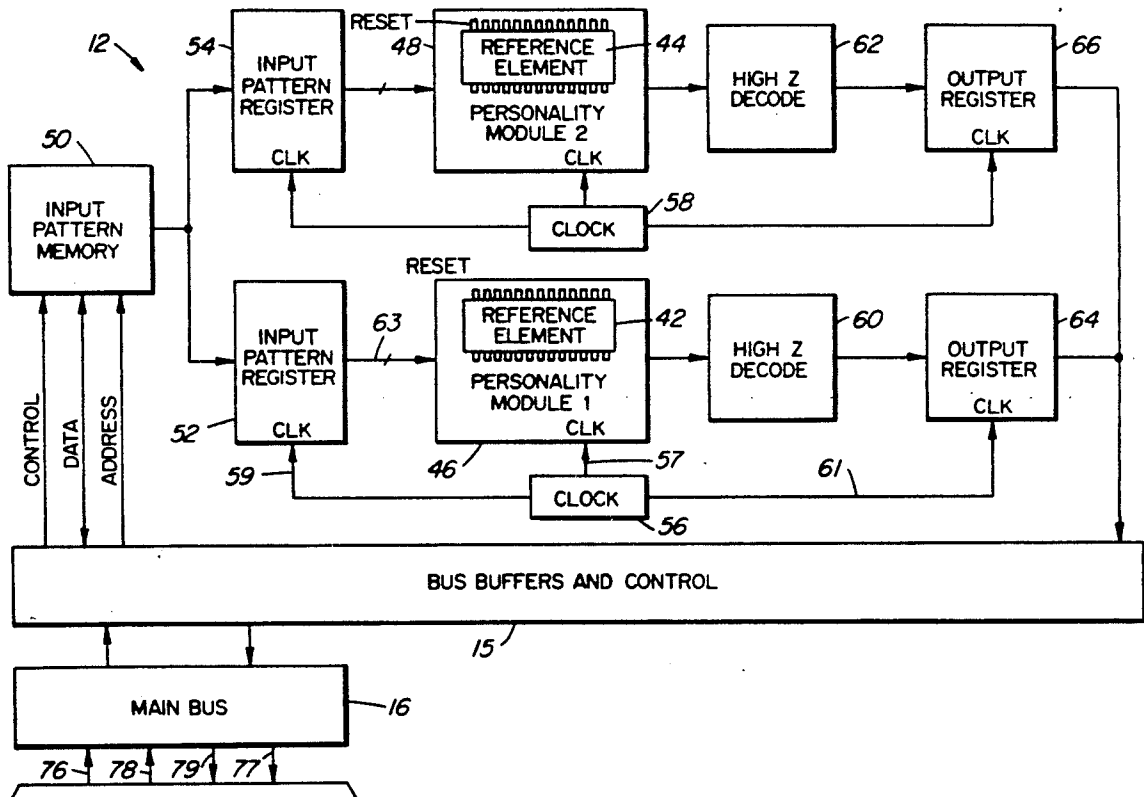 12
54
INPUT
PATTERN
REGISTER
CLK
RESET
48
REFERENCE
ELEMENT
44
PERSONALITY
MODULE 2
CLK
62
HIGH Z
DECODE
66
OUTPUT
REGISTER
CLK
50
INPUT
PATTERN
MEMORY
CLOCK
58
RESET
INPUT
PATTERN
REGISTER
52
CLK
63
REFERENCE
ELEMENT
42
PERSONALITY
MODULE 1
CLK
46
60
HIGH Z
DECODE
64
OUTPUT
REGISTER
CLK
CONTROL
DATA
ADDRESS
59
57
61
CLOCK
56
BUS BUFFERS AND CONTROL
15
MAIN BUS
16
76
78
79
77